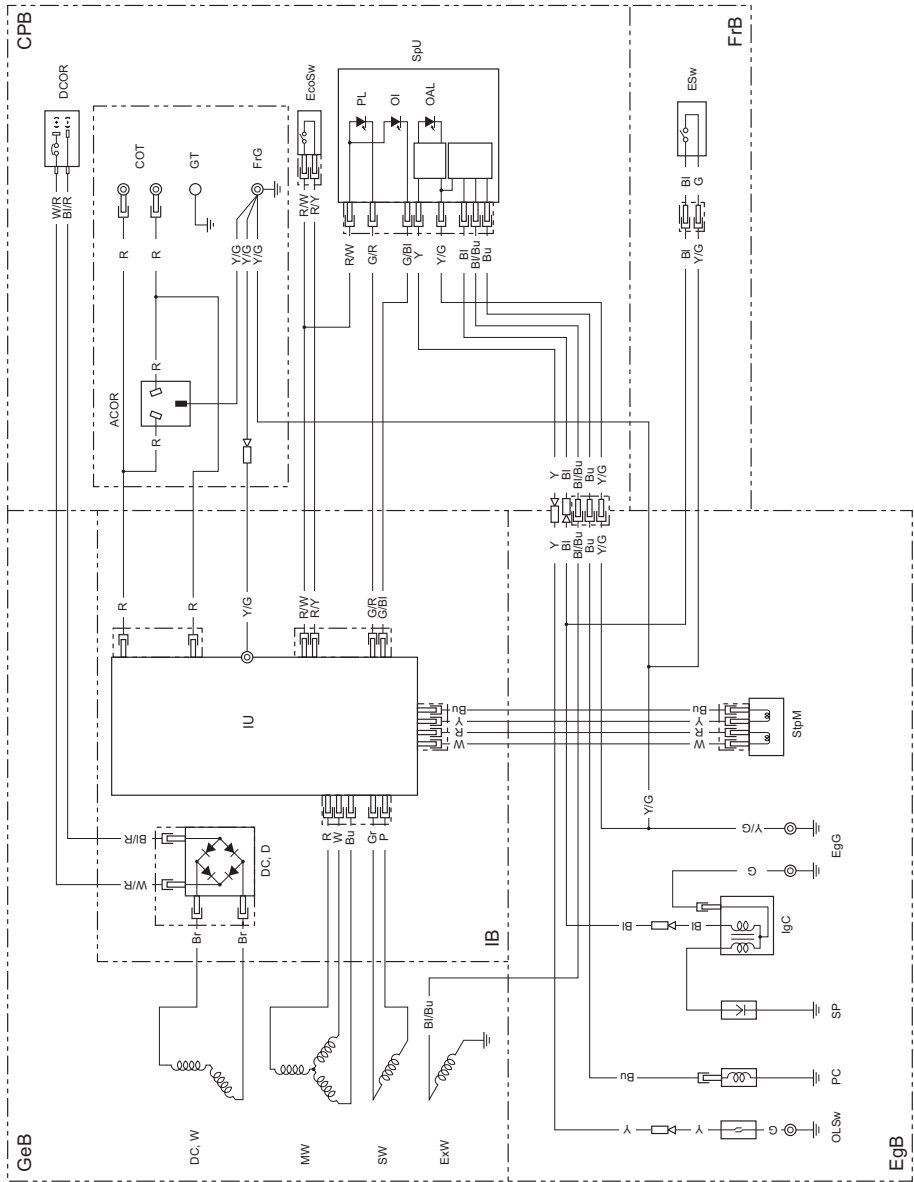 CPB
FrB
DCOR
W/R
Bl/R
(+)
(-)
COT
GT
FrG
R
R
Y/G
Y/G
Y/G
ACOR
R
R
EcoSw
R/W
R/Y
SpU
PL
OI
OAL
R/W
G/R
G/Bl
Y
Y/G
Bl
Bl/Bu
Bu
ESw
Bl
G
Bl
Y/G
Y
Bl
Bl/Bu
Bu
Y/G
Y
Bl
Bl/Bu
Bu
Y/G
R
R
Y/G
R/W
R/Y
G/R
G/Bl
IU
Bu
Y
R
W
Bu
Y
R
W
StpM
Bl/R
W/R
DC, D
Br
Br
R
W
Bu
Gr
P
IB
GeB
DC, W
MW
SW
ExW
Bl/Bu
Y/G
Y/G
G
EgG
Bl
Bl
IgC
SP
Bu
PC
Y
Y
G
OLSw
EgB